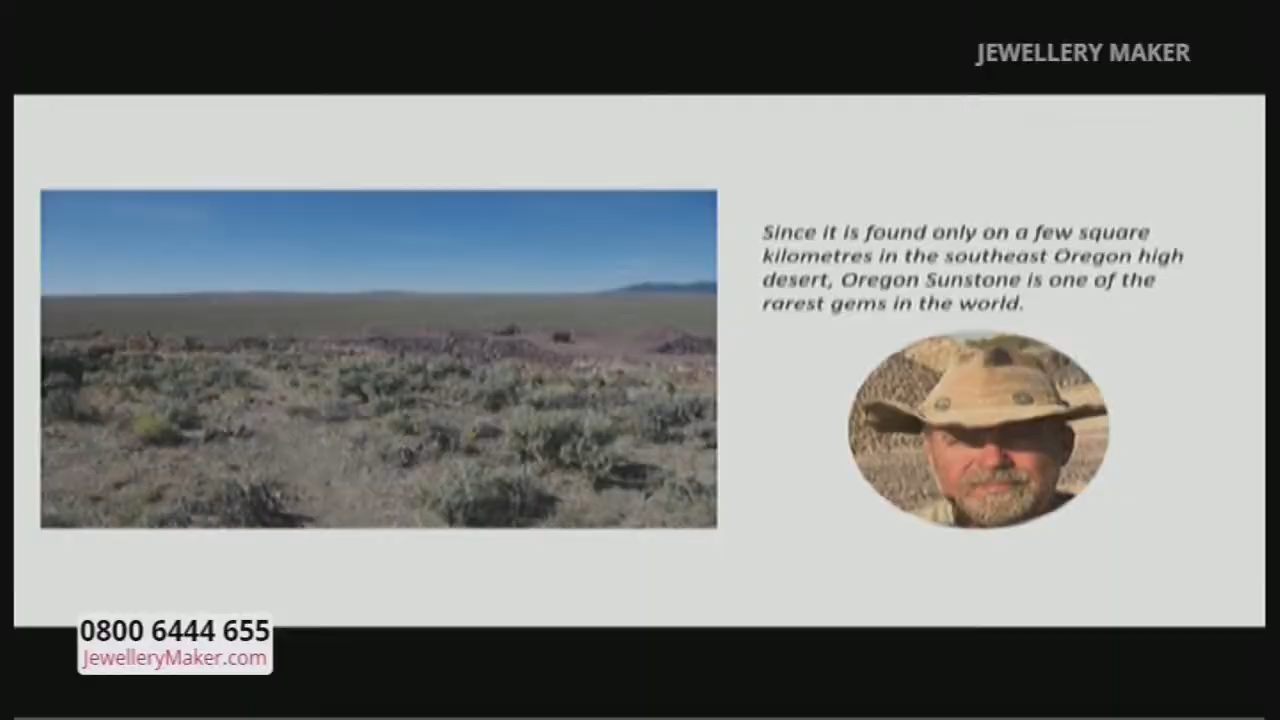 JEWELLERY MAKER
Since it is found only on a few square
kilometres in the southeast Oregon high
desert, Oregon Sunstone is one of the
rarest gems in the world.
0800 6444 655
JewelleryMaker.com